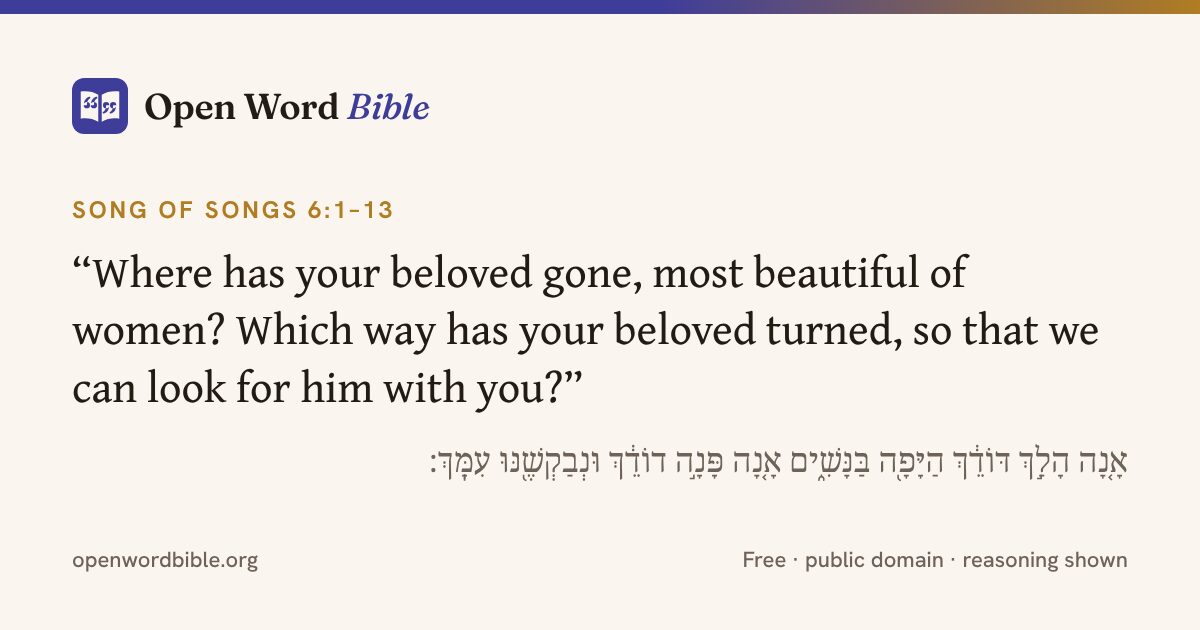 Open Word Bible
SONG OF SONGS 6:1–13
“Where has your beloved gone, most beautiful of
women? Which way has your beloved turned, so that we
can look for him with you?”
אָ֚נָה הָלַ֣ךְ דּוֹדֵ֔ךְ הַיָּפָ֖ה בַּנָּשִׁ֑ים אָ֚נָה פָּנָ֣ה דוֹדֵ֔ךְ וּנְבַקְשֶׁ֖נּוּ עִמָּֽךְ׃
openwordbible.org
Free · public domain · reasoning shown